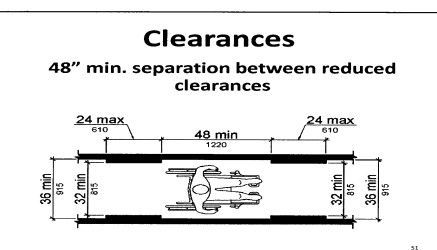 Clearances
48” min. separation between reduced
clearances
24 max
610
48 min
1220
24 max
610
36 min
915
32 min
815
32 min
815
36 min
915
51